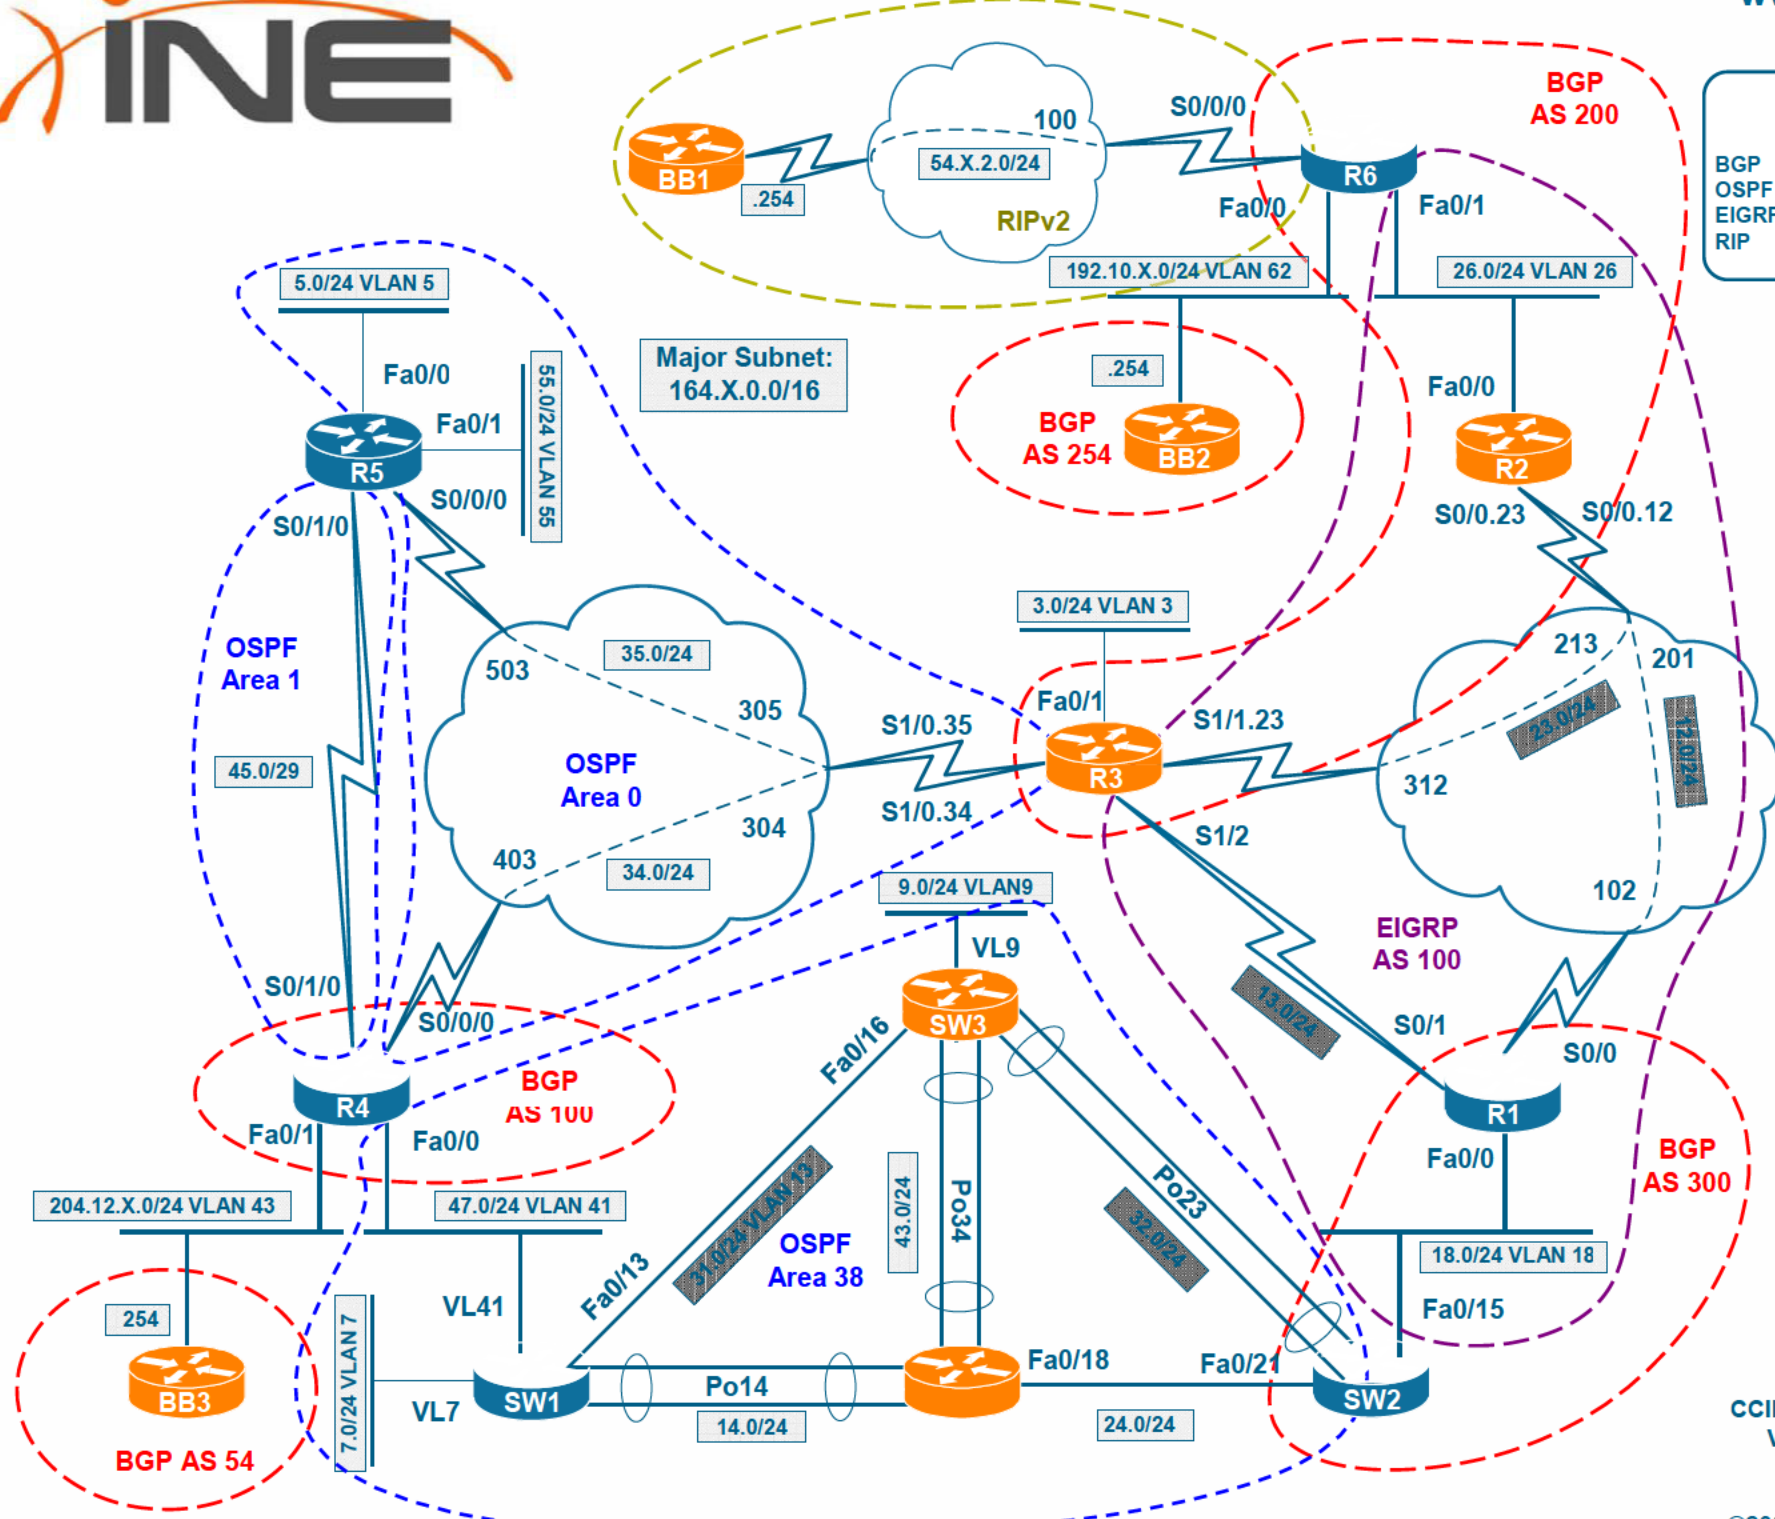 INE
BGP
AS 200
BGP
OSPF
RIP
S0/0/0
100
54.X.2.0/24
BB1
.254
RIPv2
R6
Fa0/0
Fa0/1
192.10.X.0/24 VLAN 62
26.0/24 VLAN 26
5.0/24 VLAN 5
Major Subnet:
164.X.0.0/16
Fa0/0
Fa0/1
55.0/24 VLAN 55
R5
S0/1/0
S0/0/0
.254
BGP
AS 254
BB2
Fa0/0
R2
S0/0.23
S0/0.12
OSPF
Area 1
45.0/29
503
35.0/24
305
OSPF
Area 0
304
403
34.0/24
S1/0.35
S1/0.34
3.0/24 VLAN 3
Fa0/1
R3
S1/1.23
S1/2
213
201
23.0/24
12.0/24
312
102
EIGRP
AS 100
13.0/24
S0/1
S0/0
9.0/24 VLAN9
VL9
SW3
Fa0/16
S0/1/0
S0/0/0
BGP
AS 100
R4
Fa0/1
Fa0/0
204.12.X.0/24 VLAN 43
47.0/24 VLAN 41
R1
Fa0/0
BGP
AS 300
18.0/24 VLAN 18
Fa0/15
31.0/24 VLAN 13
43.0/24
Po34
Po23
32.0/24
OSPF
Area 38
Fa0/13
VL41
254
BB3
BGP AS 54
7.0/24 VLAN 7
VL7
SW1
Po14
14.0/24
Fa0/18
Fa0/21
24.0/24
SW2